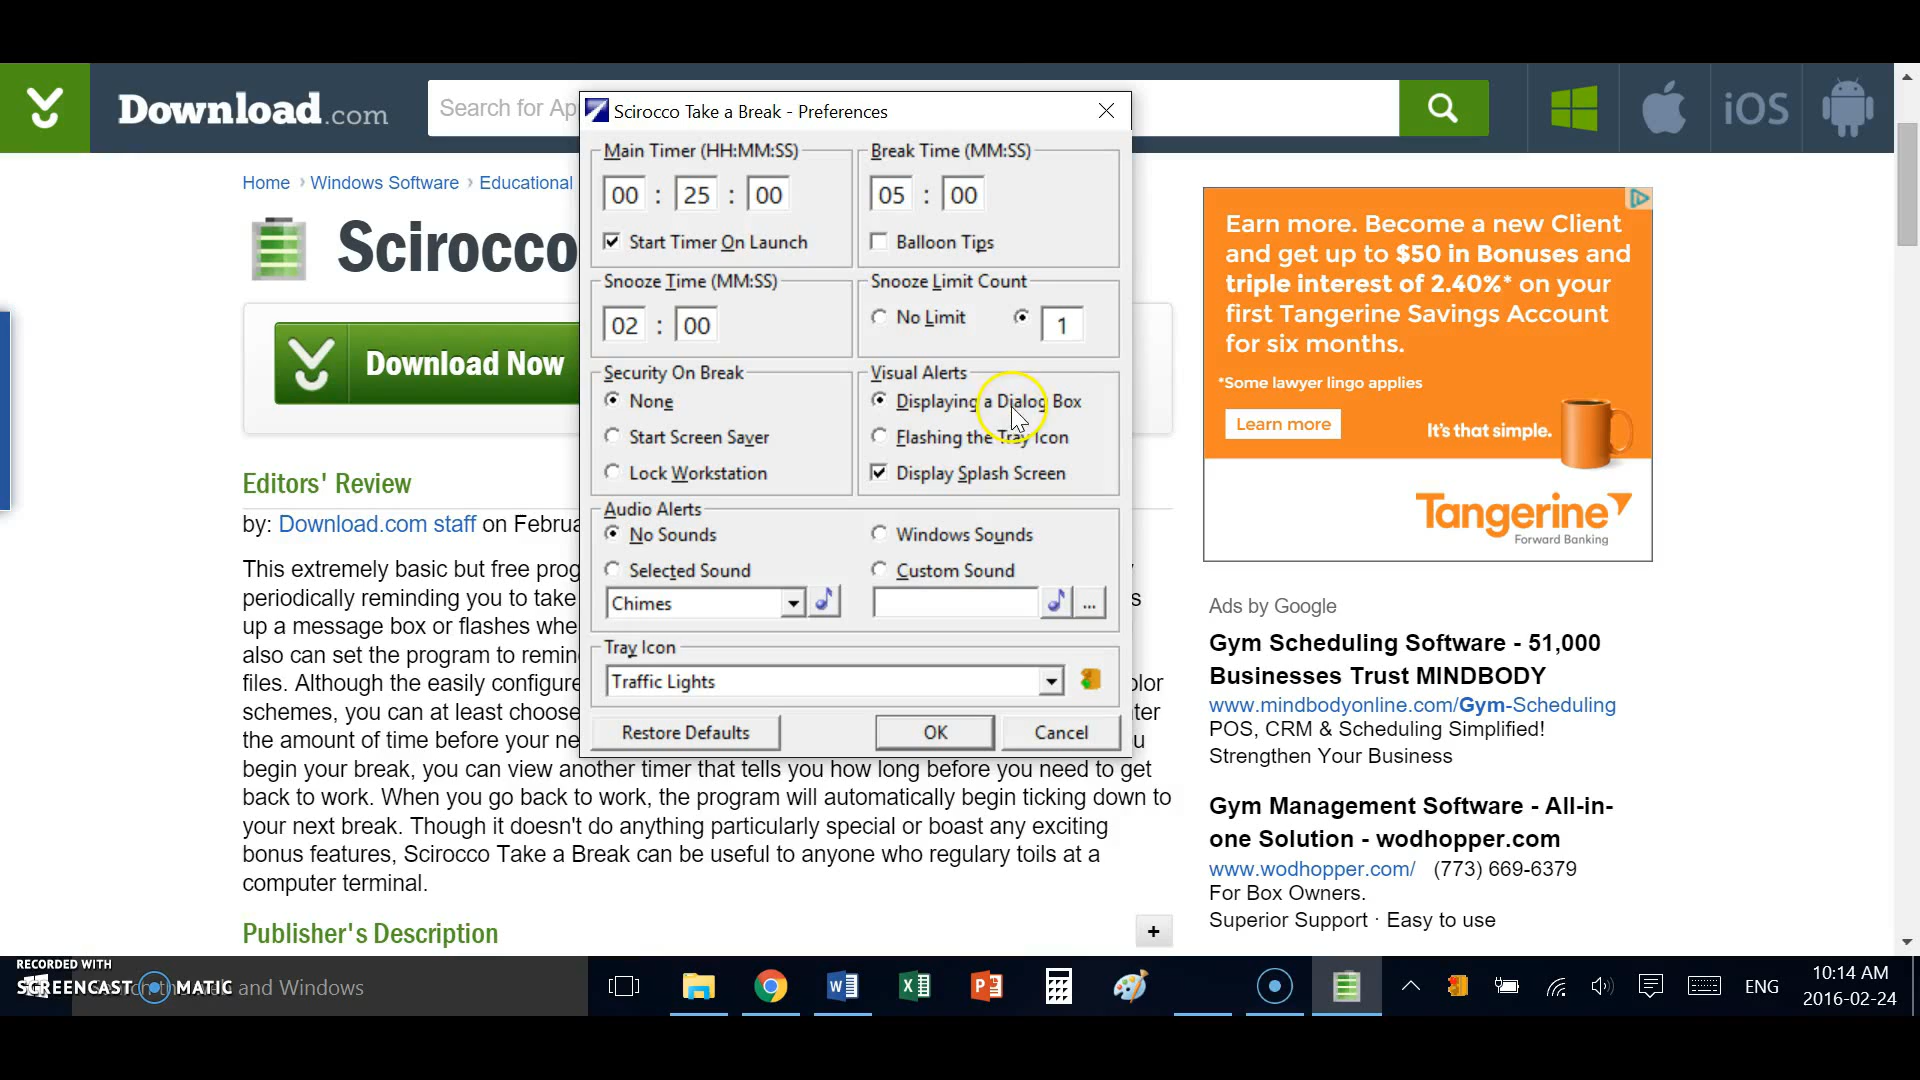 Download.com
Search for Ap
iOS
Scirocco Take a Break - Preferences
Main Timer (HH:MM:SS)
00 : 25 : 00
Start Timer On Launch
Break Time (MM:SS)
05 : 00
Balloon Tips
Snooze Time (MM:SS)
02 : 00
Snooze Limit Count
No Limit
1
Security On Break
None
Start Screen Saver
Lock Workstation
Visual Alerts
Displaying a Dialog Box
Flashing the Tray Icon
Display Splash Screen
Audio Alerts
No Sounds
Windows Sounds
Selected Sound
Custom Sound
Chimes
...
Tray Icon
Traffic Lights
Restore Defaults
OK
Cancel
Home › Windows Software › Educational
Scirocco
Download Now
Editors' Review
by: Download.com staff on Februa
This extremely basic but free prog
periodically reminding you to take
s
up a message box or flashes whe
also can set the program to remin
files. Although the easily configure
olor
schemes, you can at least choose
ter
the amount of time before your ne
u
begin your break, you can view another timer that tells you how long before you need to get
back to work. When you go back to work, the program will automatically begin ticking down to
your next break. Though it doesn't do anything particularly special or boast any exciting
bonus features, Scirocco Take a Break can be useful to anyone who regulary toils at a
computer terminal.
Publisher's Description
+
Earn more. Become a new Client
and get up to $50 in Bonuses and
triple interest of 2.40%* on your
first Tangerine Savings Account
for six months.
*Some lawyer lingo applies
Learn more
It's that simple.
Tangerine
Forward Banking
Ads by Google
Gym Scheduling Software - 51,000
Businesses Trust MINDBODY
www.mindbodyonline.com/Gym-Scheduling
POS, CRM & Scheduling Simplified!
Strengthen Your Business
Gym Management Software - All-in-
one Solution - wodhopper.com
www.wodhopper.com/ (773) 669-6379
For Box Owners.
Superior Support · Easy to use
RECORDED WITH
SCREENCAST MATIC
and Windows
ENG
10:14 AM
2016-02-24